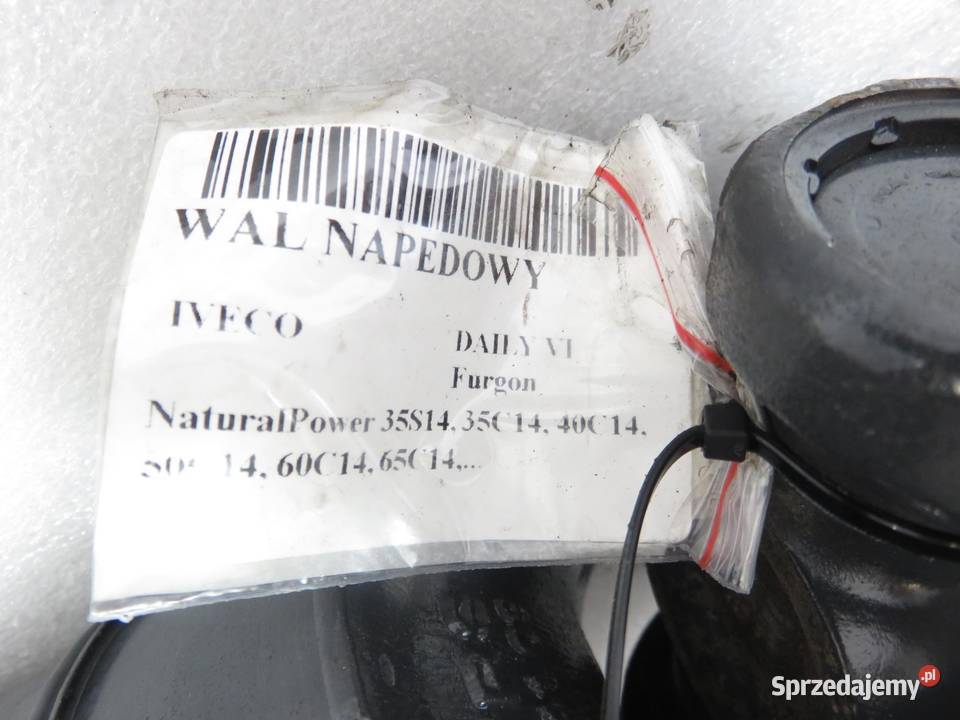 WAL NAPEDOWY
IVECO
DAILY VI
Furgon
NaturalPower 35S14, 35C14, 40C14,
14, 60C14, 65C14,...
Sprzedajemy.pl